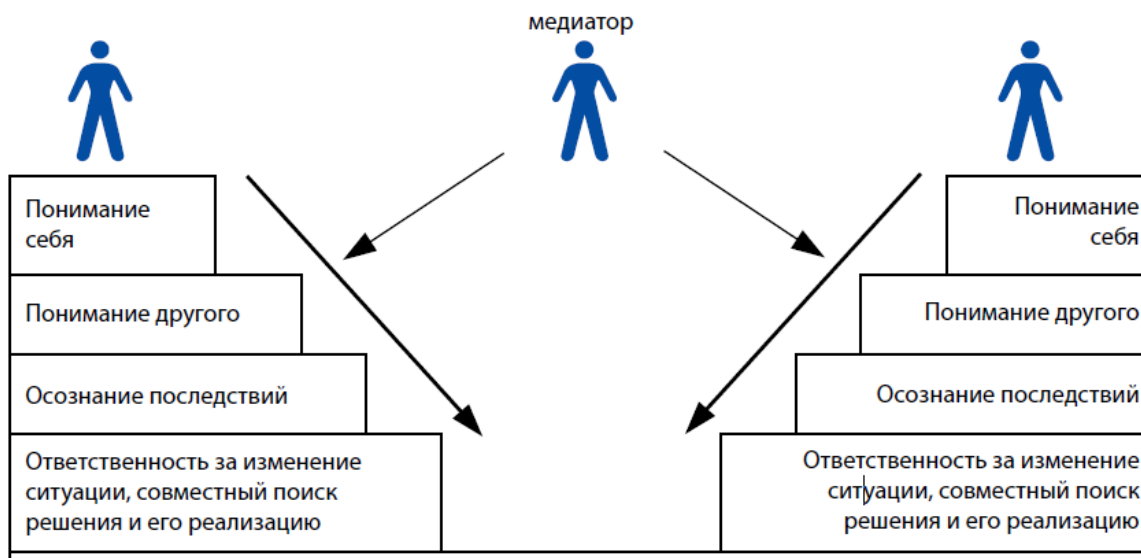 медиатор
Понимание
себя
Понимание
себя
Понимание другого
Понимание другого
Осознание последствий
Осознание последствий
Ответственность за изменение
ситуации, совместный поиск
решения и его реализацию
Ответственность за изменение
ситуации, совместный поиск
решения и его реализацию